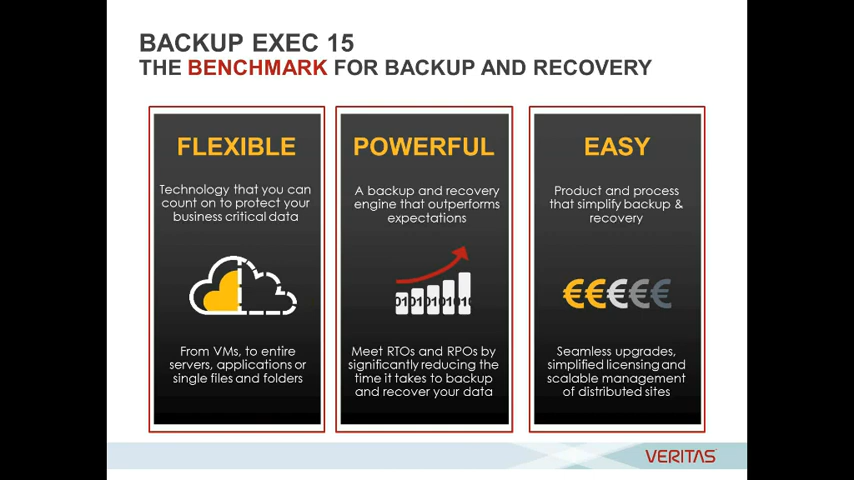 BACKUP EXEC 15
THE BENCHMARK FOR BACKUP AND RECOVERY
FLEXIBLE
Technology that you can
count on to protect your
business critical data
From VMs, to entire
servers, applications or
single files and folders
POWERFUL
A backup and recovery
engine that outperforms
expectations
01010101010
Meet RTOs and RPOs by
significantly reducing the
time it takes to backup
and recover your data
EASY
Product and process
that simplify backup &
recovery
€€€€€
Seamless upgrades,
simplified licensing and
scalable management
of distributed sites
VERITAS